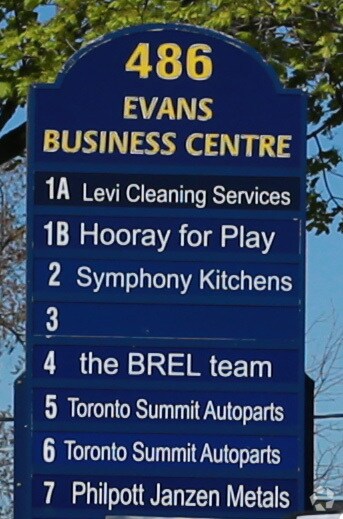 486
EVANS
BUSINESS CENTRE
1A Levi Cleaning Services
1B Hooray for Play
2 Symphony Kitchens
3
4 the BREL team
5 Toronto Summit Autoparts
6 Toronto Summit Autoparts
7 Philpott Janzen Metals